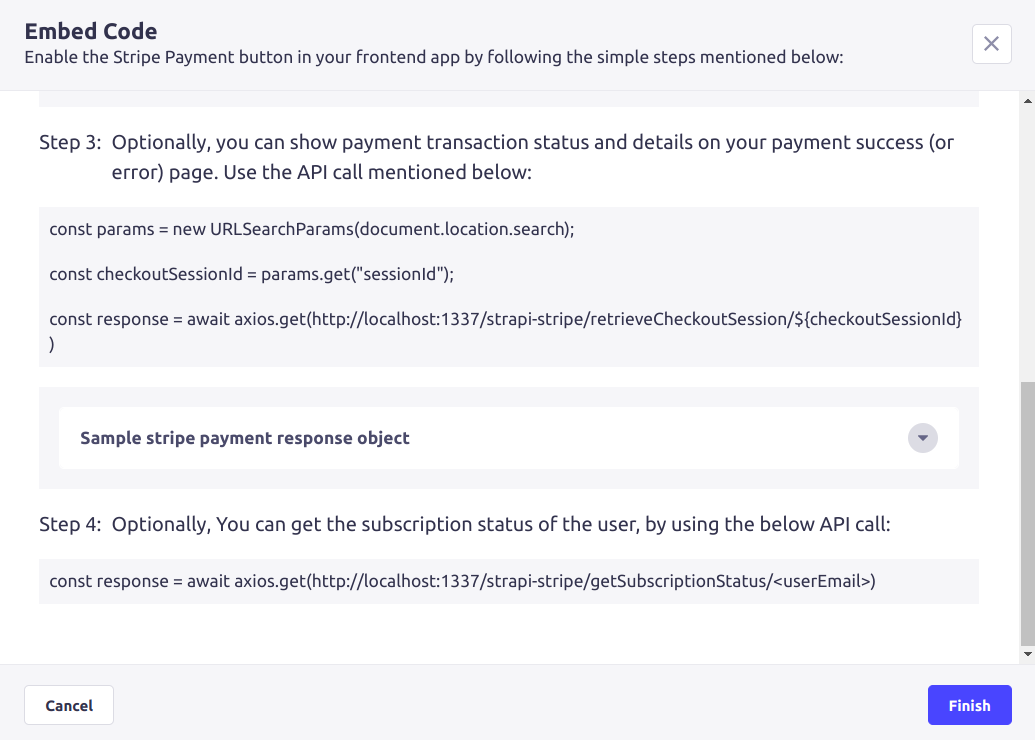 Embed Code
Enable the Stripe Payment button in your frontend app by following the simple steps mentioned below:
Step 3: Optionally, you can show payment transaction status and details on your payment success (or
error) page. Use the API call mentioned below:
const params = new URLSearchParams(document.location.search);
const checkoutSessionId = params.get("sessionId");
const response = await axios.get(http://localhost:1337/strapi-stripe/retrieveCheckoutSession/${checkoutSessionId}
)
Sample stripe payment response object
Step 4: Optionally, You can get the subscription status of the user, by using the below API call:
const response = await axios.get(http://localhost:1337/strapi-stripe/getSubscriptionStatus/<userEmail>)
Cancel
Finish